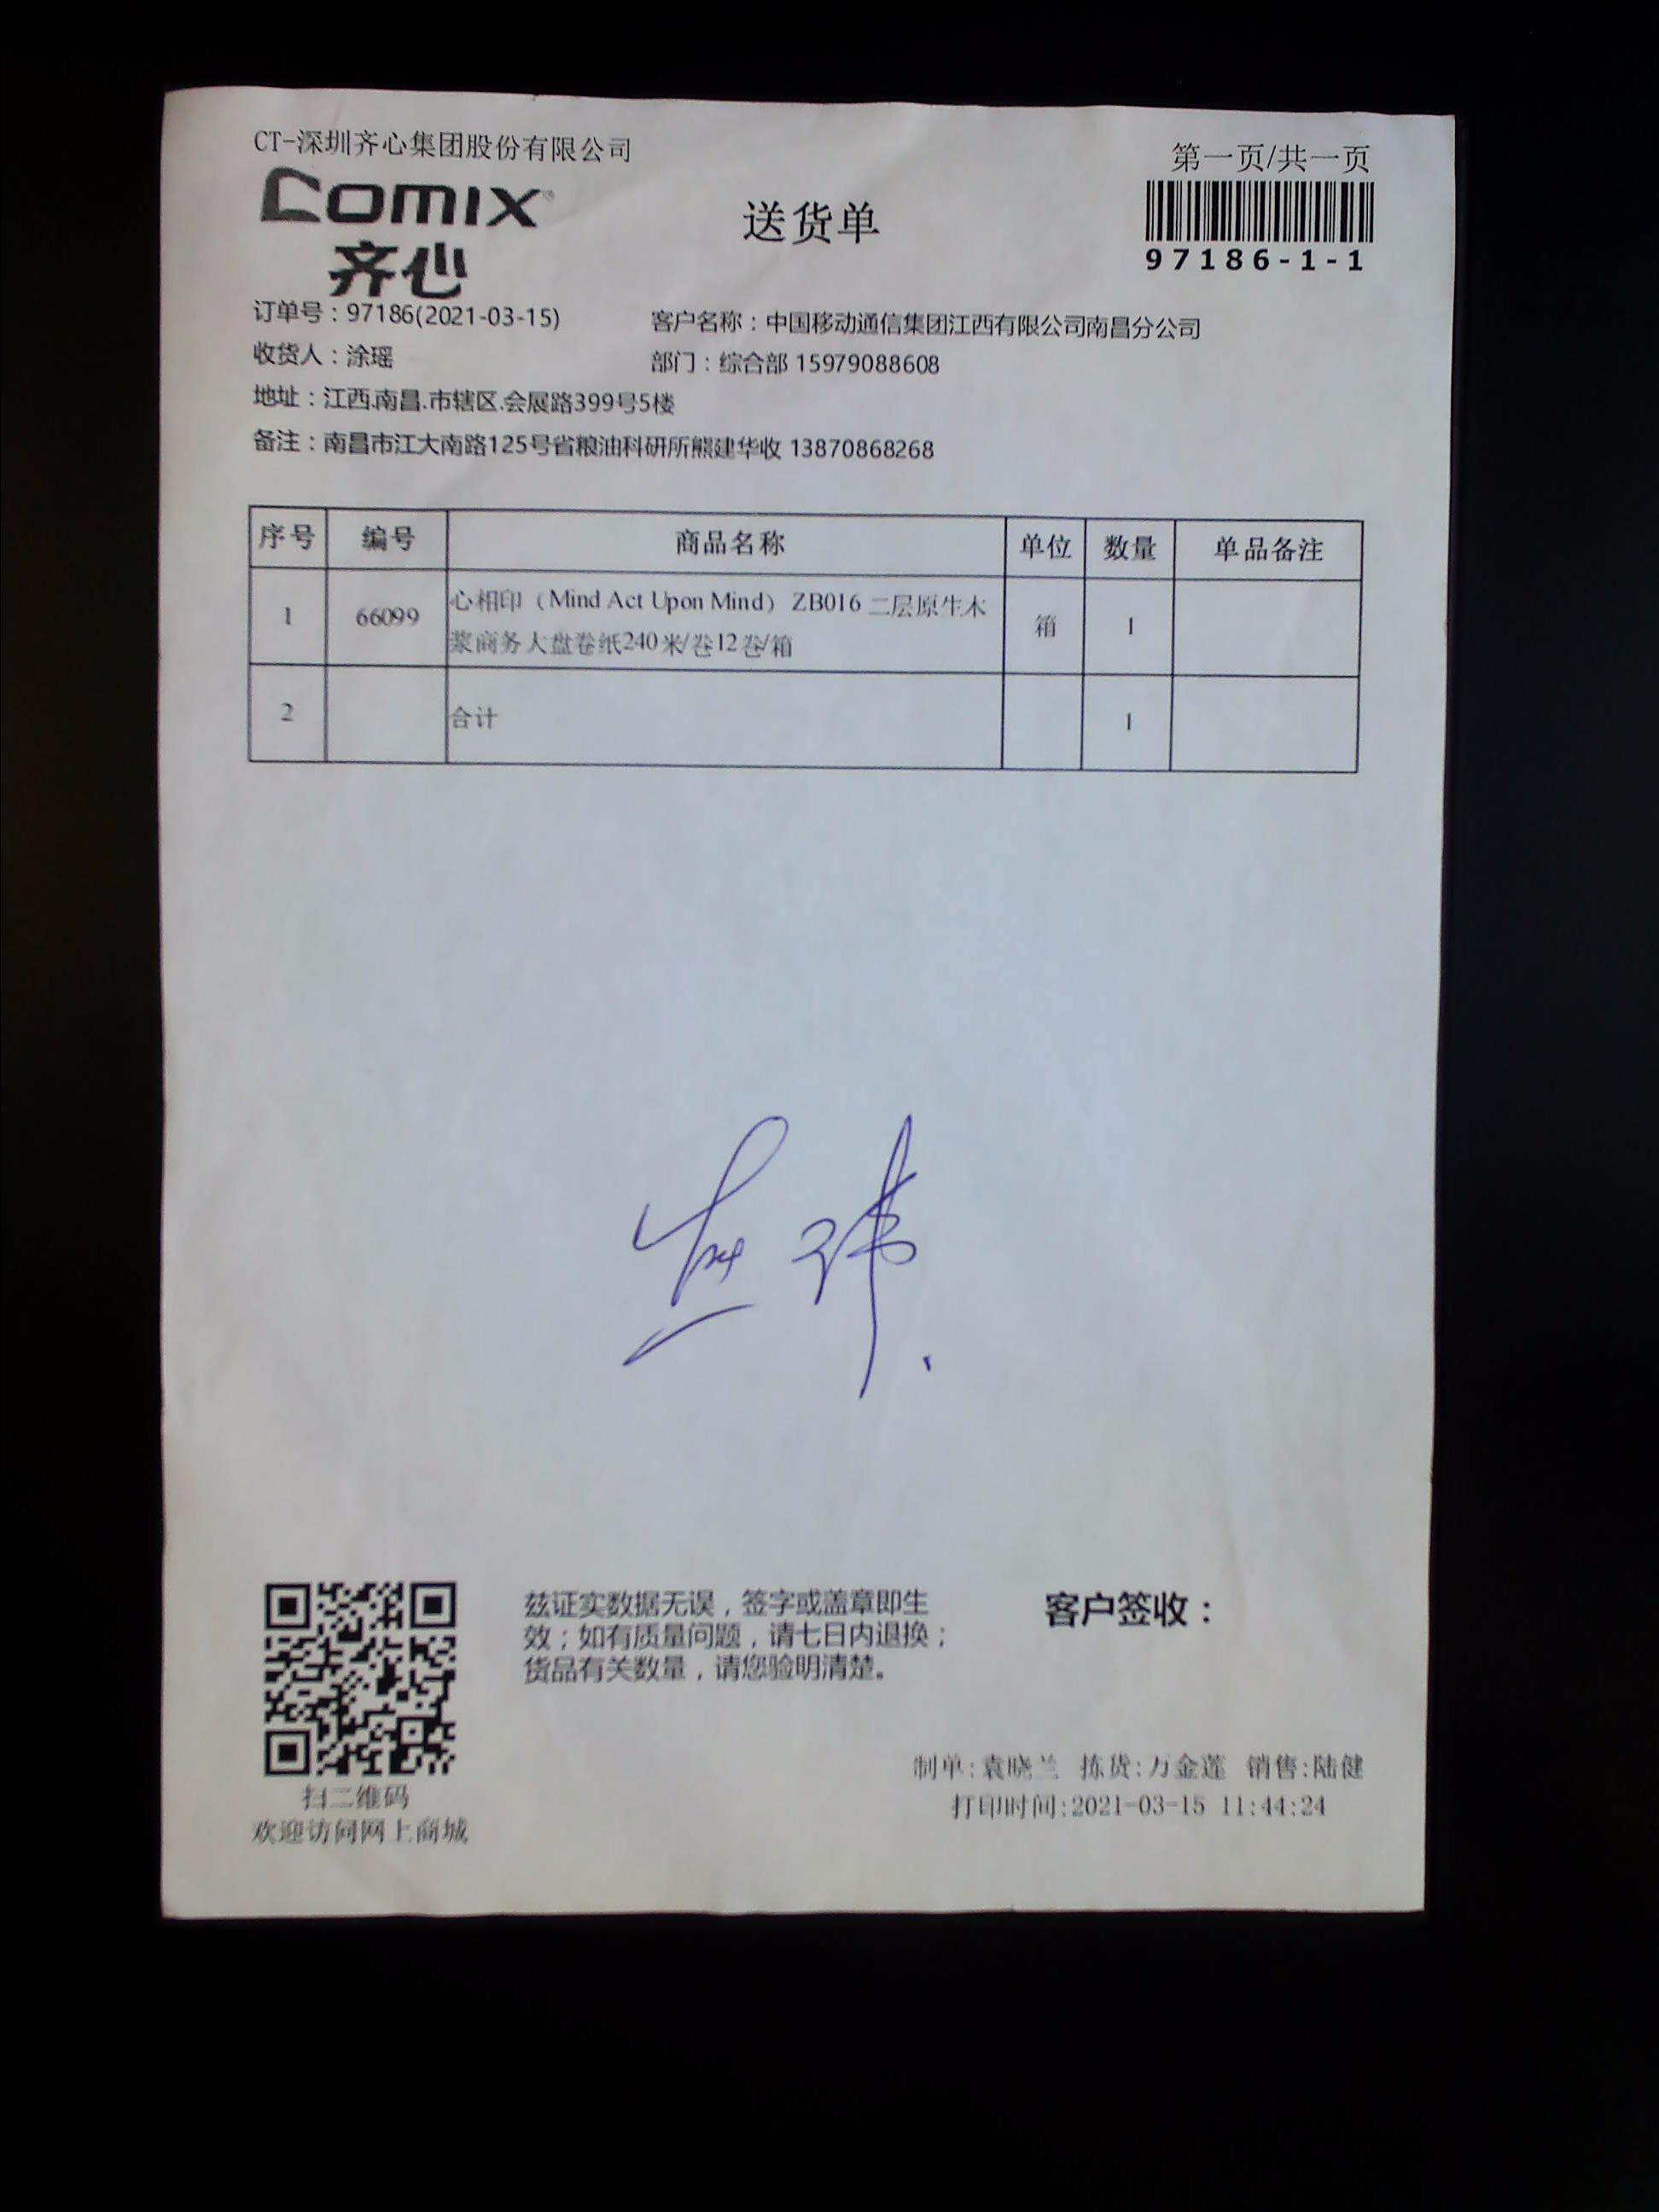 CT-深圳齐心集团股份有限公司
第一页/共一页
COMIX
齐心
送货单
97186-1-1
订单号：97186(2021-03-15)
客户名称：中国移动通信集团江西有限公司南昌分公司
收货人：涂瑶
部门：综合部 15979088608
地址：江西.南昌.市辖区.会展路399号5楼
备注：南昌市江大南路125号省粮油科研所熊建华收 13870868268
序号 编号 商品名称 单位 数量 单品备注
1 66099 心相印（Mind Act Upon Mind） ZB016 二层原生木
浆商务大盘卷纸240米/卷12卷/箱 箱 1
2 合计 1
兹证实数据无误，签字或盖章即生
效；如有质量问题，请七日内退换；
货品有关数量，请您验明清楚。
客户签收：
扫二维码
欢迎访问网上商城
制单:袁晓兰 拣货:万金莲 销售:陆健
打印时间:2021-03-15 11:44:24